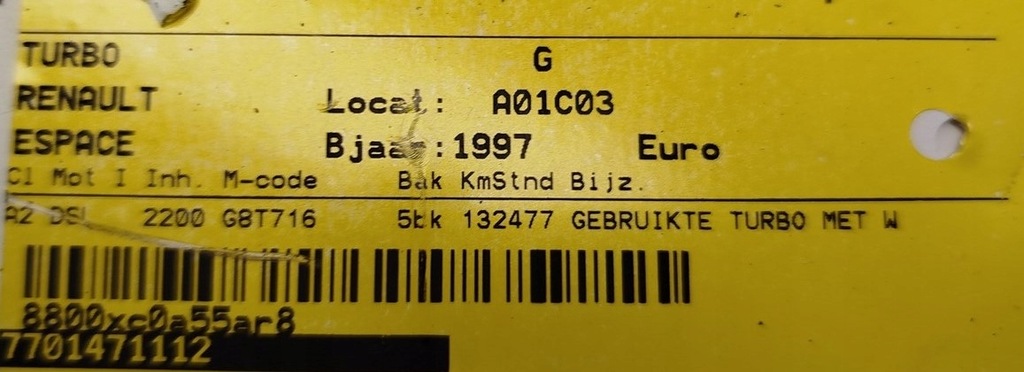 TURBO G
RENAULT Locat: A01C03
ESPACE Bjaar:1997 Euro
Cl Mot I Inh. M-code Bak KmStnd Bijz.
A2 DSL 2200 G8T716 5bk 132477 GEBRUIKTE TURBO MET W
8800xc0a55ar8
7701471112